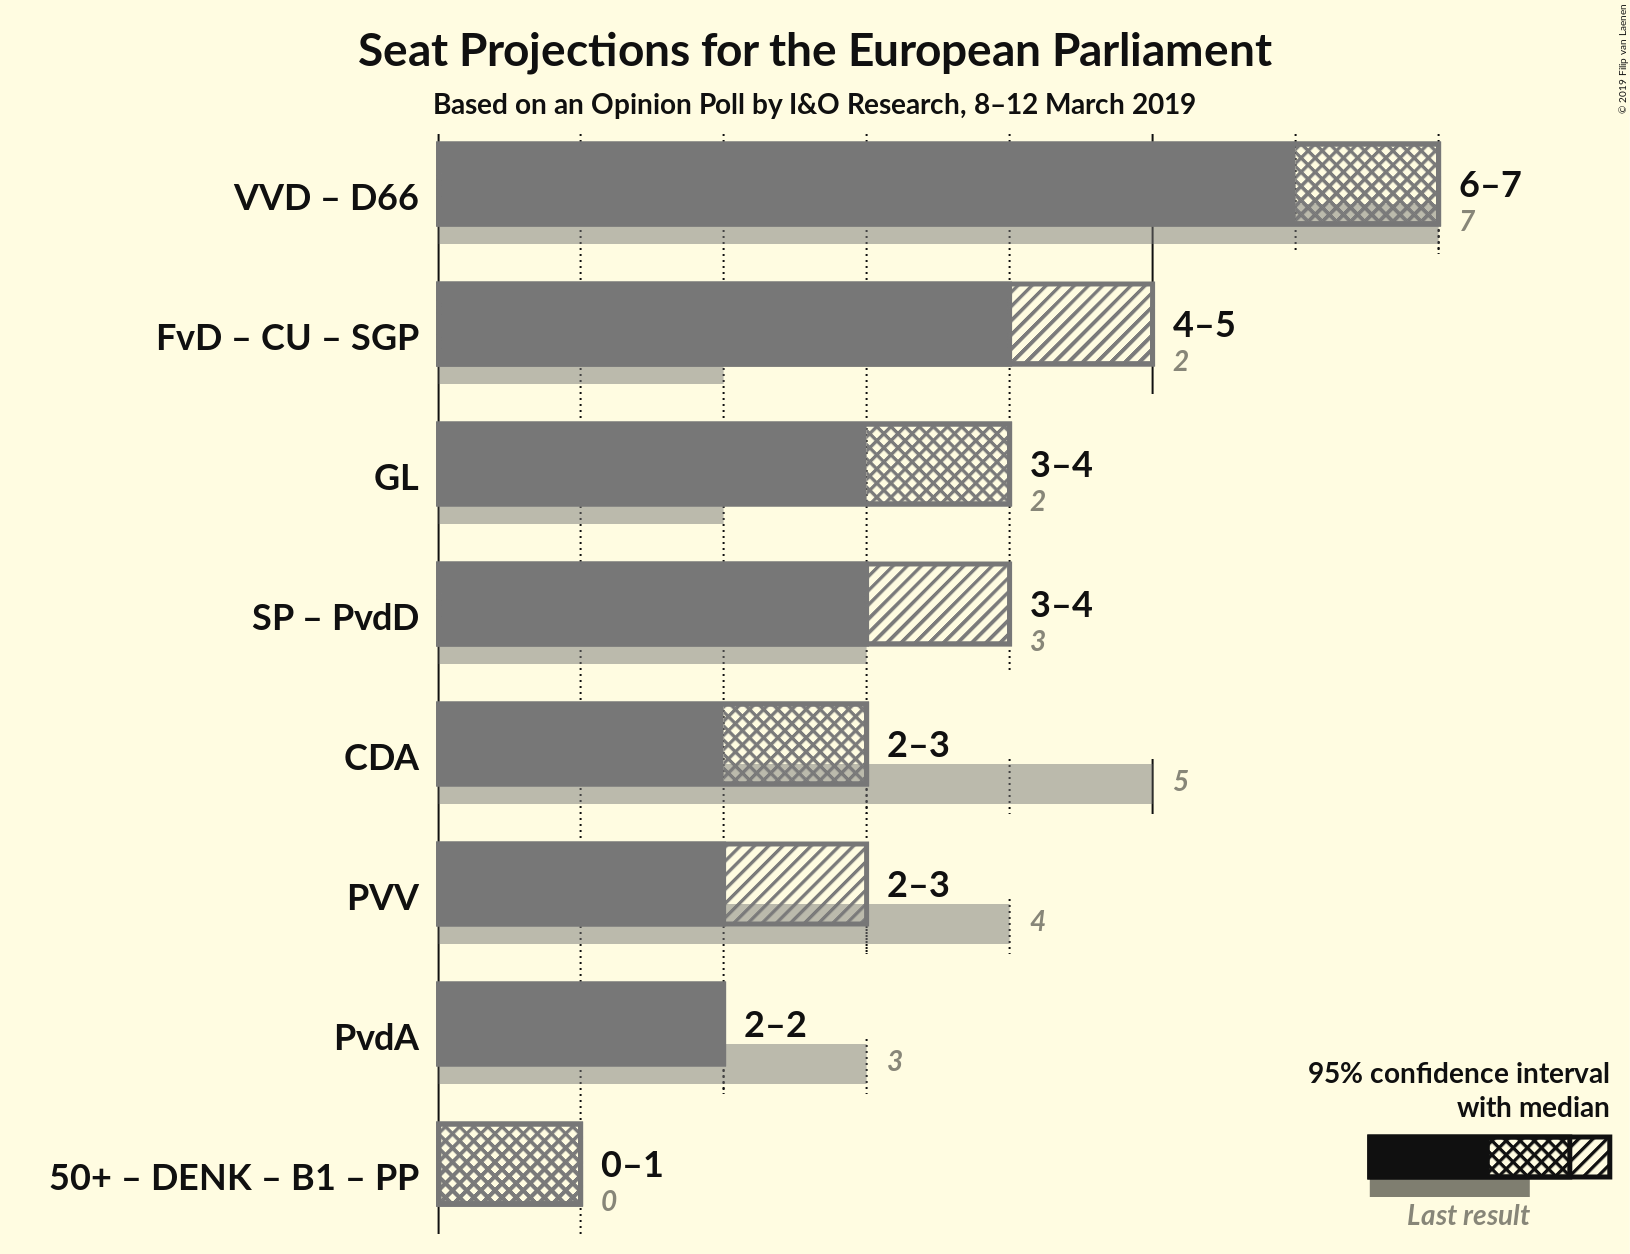 Seat Projections for the European Parliament
Based on an Opinion Poll by I&O Research, 8–12 March 2019
© 2019 Filip van Laenen
VVD – D66
6–7
7
FvD – CU – SGP
4–5
2
GL
3–4
2
SP – PvdD
3–4
3
CDA
2–3
5
PVV
2–3
4
PvdA
2–2
3
50+ – DENK – B1 – PP
0–1
0
95% confidence interval
with median
Last result